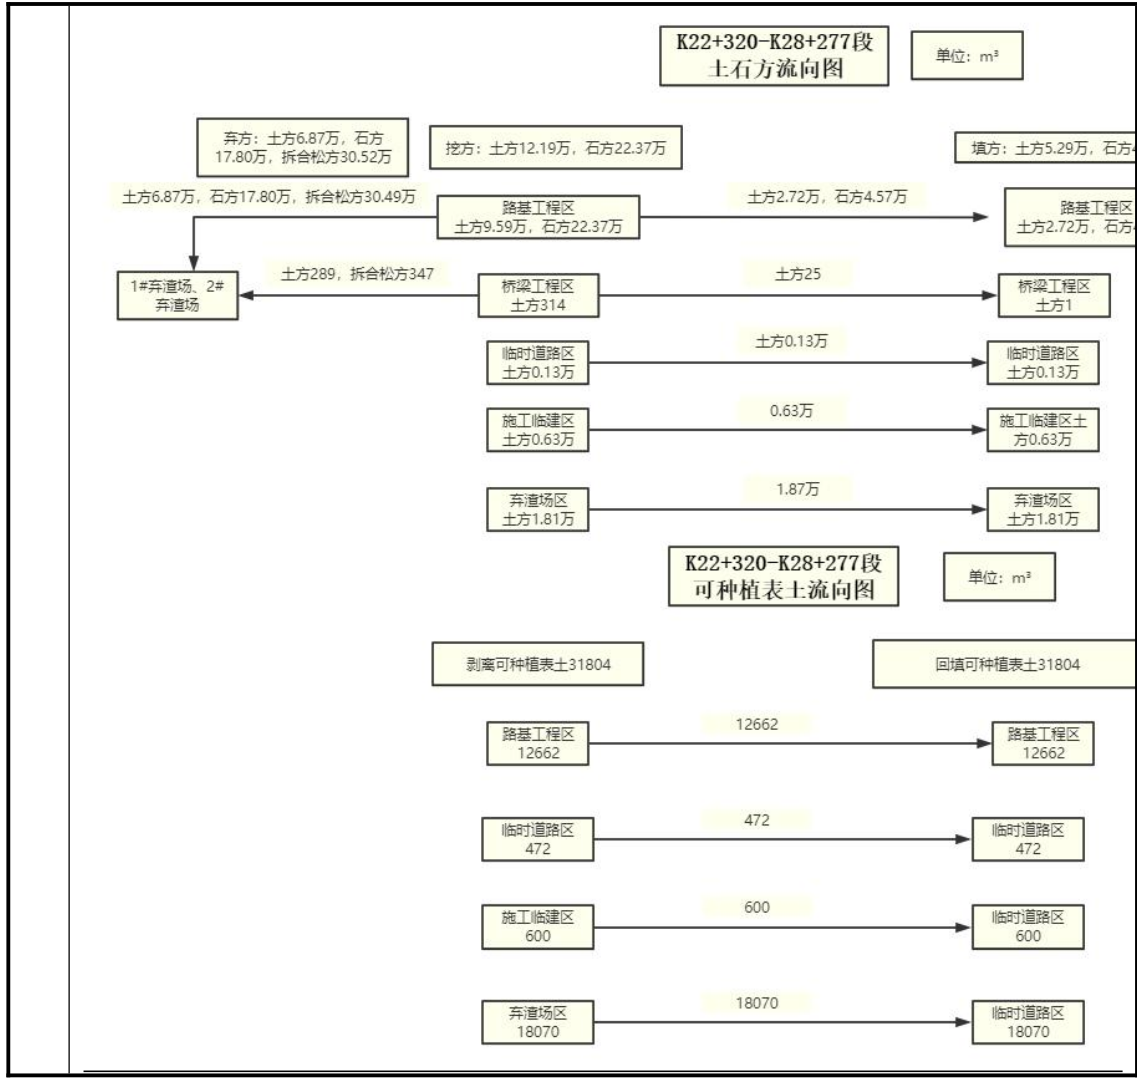 K22+320-K28+277段
土石方流向图
单位：m³
弃方：土方6.87万，石方
17.80万，拆合松方30.52万
挖方：土方12.19万，石方22.37万
填方：土方5.29万，石方
土方6.87万，石方17.80万，拆合松方30.49万
路基工程区
土方9.59万，石方22.37万
土方2.72万，石方4.57万
路基工程区
土方2.72万，石方
1#弃渣场、2#
弃渣场
土方289，拆合松方347
桥梁工程区
土方314
土方25
桥梁工程区
土方1
临时道路区
土方0.13万
土方0.13万
临时道路区
土方0.13万
施工临建区
土方0.63万
0.63万
施工临建区土
方0.63万
弃渣场区
土方1.81万
1.87万
弃渣场区
土方1.81万
K22+320-K28+277段
可种植表土流向图
单位：m³
剥离可种植表土31804
回填可种植表土31804
路基工程区
12662
12662
路基工程区
12662
临时道路区
472
472
临时道路区
472
施工临建区
600
600
临时道路区
600
弃渣场区
18070
18070
临时道路区
18070